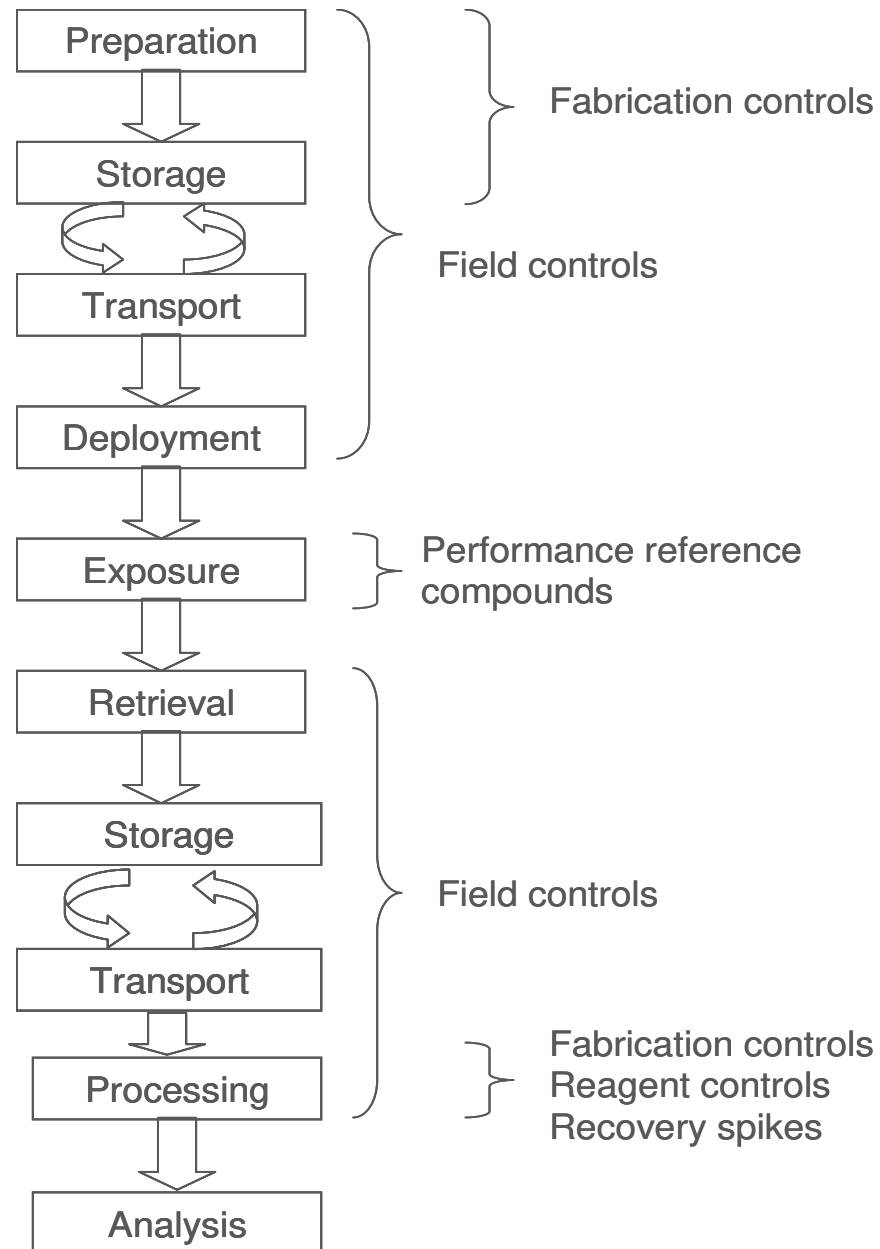 Preparation
Fabrication controls
Storage
Field controls
Transport
Deployment
Performance reference
compounds
Exposure
Retrieval
Storage
Field controls
Transport
Fabrication controls
Reagent controls
Recovery spikes
Processing
Analysis